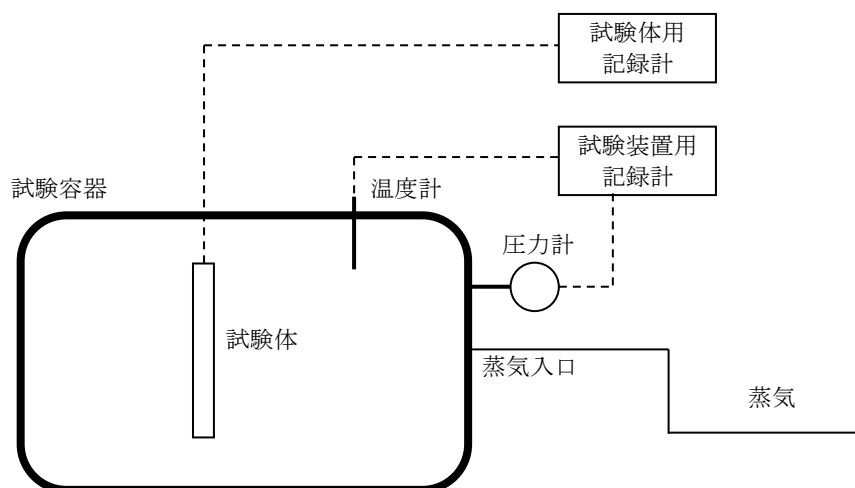 試験体用
記録計
試験装置用
記録計
試験容器
温度計
圧力計
試験体
蒸気入口
蒸気